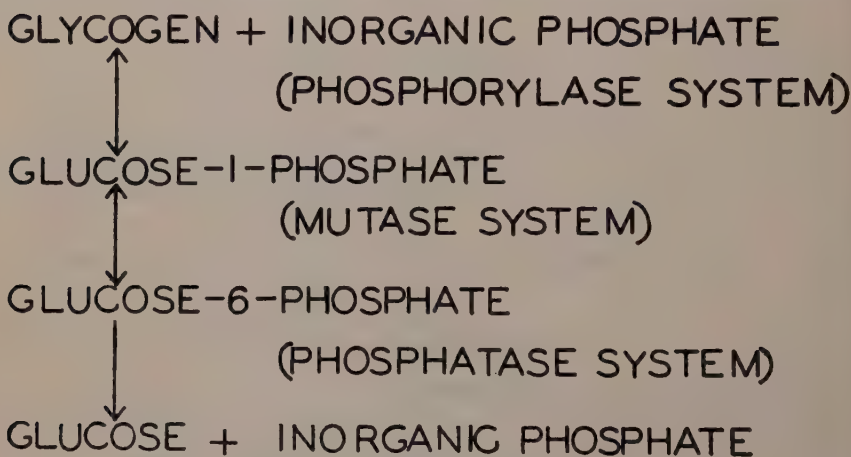 GLYCOGEN + INORGANIC PHOSPHATE
(PHOSPHORYLASE SYSTEM)
GLUCOSE-1-PHOSPHATE
(MUTASE SYSTEM)
GLUCOSE-6-PHOSPHATE
(PHOSPHATASE SYSTEM)
GLUCOSE + INORGANIC PHOSPHATE